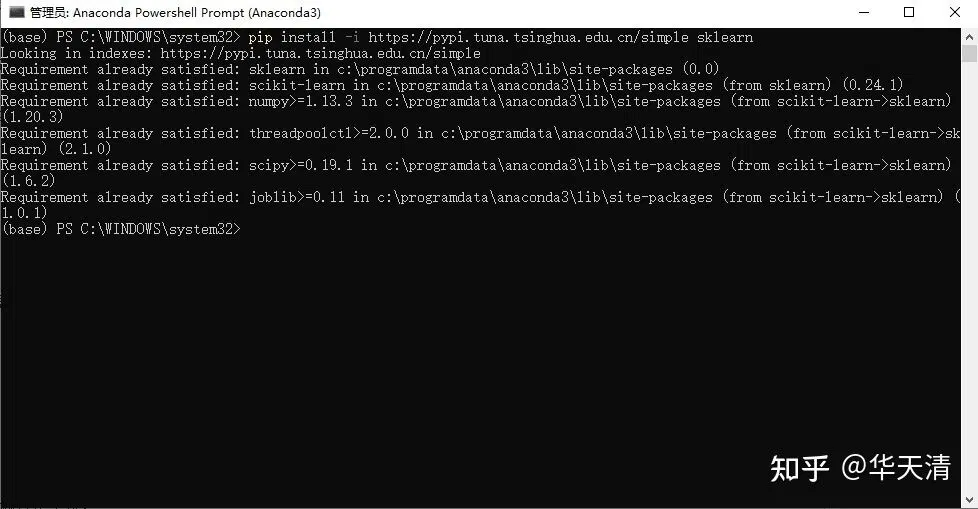 管理员: Anaconda Powershell Prompt (Anaconda3)
(base) PS C:\WINDOWS\system32> pip install -i https://pypi.tuna.tsinghua.edu.cn/simple sklearn
Looking in indexes: https://pypi.tuna.tsinghua.edu.cn/simple
Requirement already satisfied: sklearn in c:\programdata\anaconda3\lib\site-packages (0.0)
Requirement already satisfied: scikit-learn in c:\programdata\anaconda3\lib\site-packages (from sklearn) (0.24.1)
Requirement already satisfied: numpy>=1.13.3 in c:\programdata\anaconda3\lib\site-packages (from scikit-learn->sklearn)
(1.20.3)
Requirement already satisfied: threadpoolctl>=2.0.0 in c:\programdata\anaconda3\lib\site-packages (from scikit-learn->sk
learn) (2.1.0)
Requirement already satisfied: scipy>=0.19.1 in c:\programdata\anaconda3\lib\site-packages (from scikit-learn->sklearn)
(1.6.2)
Requirement already satisfied: joblib>=0.11 in c:\programdata\anaconda3\lib\site-packages (from scikit-learn->sklearn) (
1.0.1)
(base) PS C:\WINDOWS\system32>
知乎 @华天清